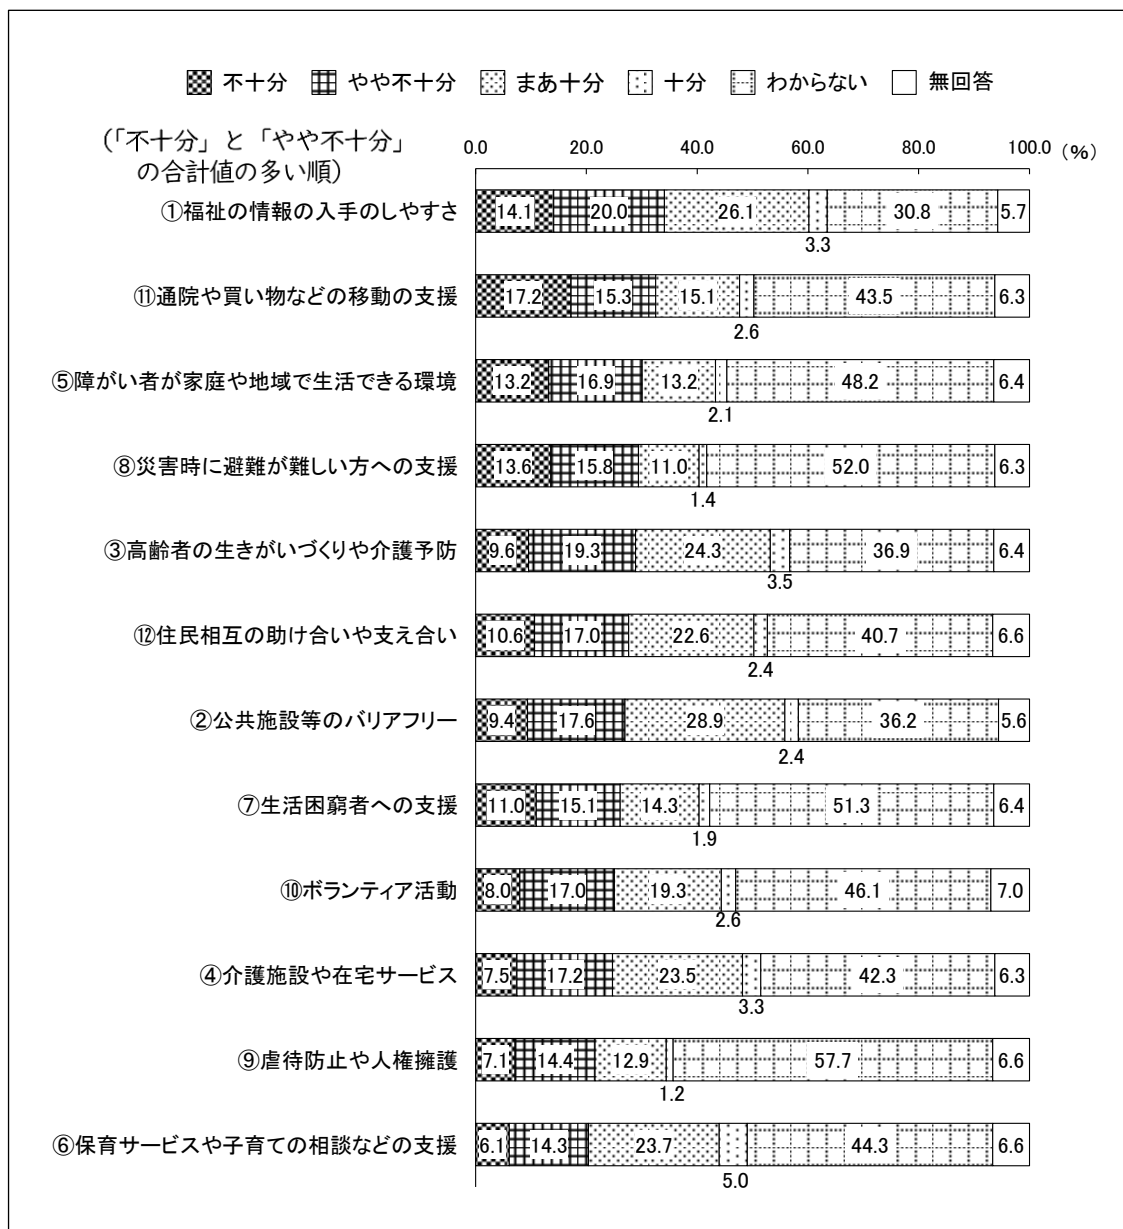 不十分 やや不十分 まあ十分 十分 わからない 無回答
（「不十分」と「やや不十分」
の合計値の多い順）
0.0 20.0 40.0 60.0 80.0 100.0 （%）
①福祉の情報の入手のしやすさ 14.1 20.0 26.1 30.8 5.7
3.3
⑪通院や買い物などの移動の支援 17.2 15.3 15.1 43.5 6.3
2.6
⑤障がい者が家庭や地域で生活できる環境 13.2 16.9 13.2 48.2 6.4
2.1
⑧災害時に避難が難しい方への支援 13.6 15.8 11.0 52.0 6.3
1.4
③高齢者の生きがいづくりや介護予防 9.6 19.3 24.3 36.9 6.4
3.5
⑫住民相互の助け合いや支え合い 10.6 17.0 22.6 40.7 6.6
2.4
②公共施設等のバリアフリー 9.4 17.6 28.9 36.2 5.6
2.4
⑦生活困窮者への支援 11.0 15.1 14.3 51.3 6.4
1.9
⑩ボランティア活動 8.0 17.0 19.3 46.1 7.0
2.6
④介護施設や在宅サービス 7.5 17.2 23.5 42.3 6.3
3.3
⑨虐待防止や人権擁護 7.1 14.4 12.9 57.7 6.6
1.2
⑥保育サービスや子育ての相談などの支援 6.1 14.3 23.7 44.3 6.6
5.0